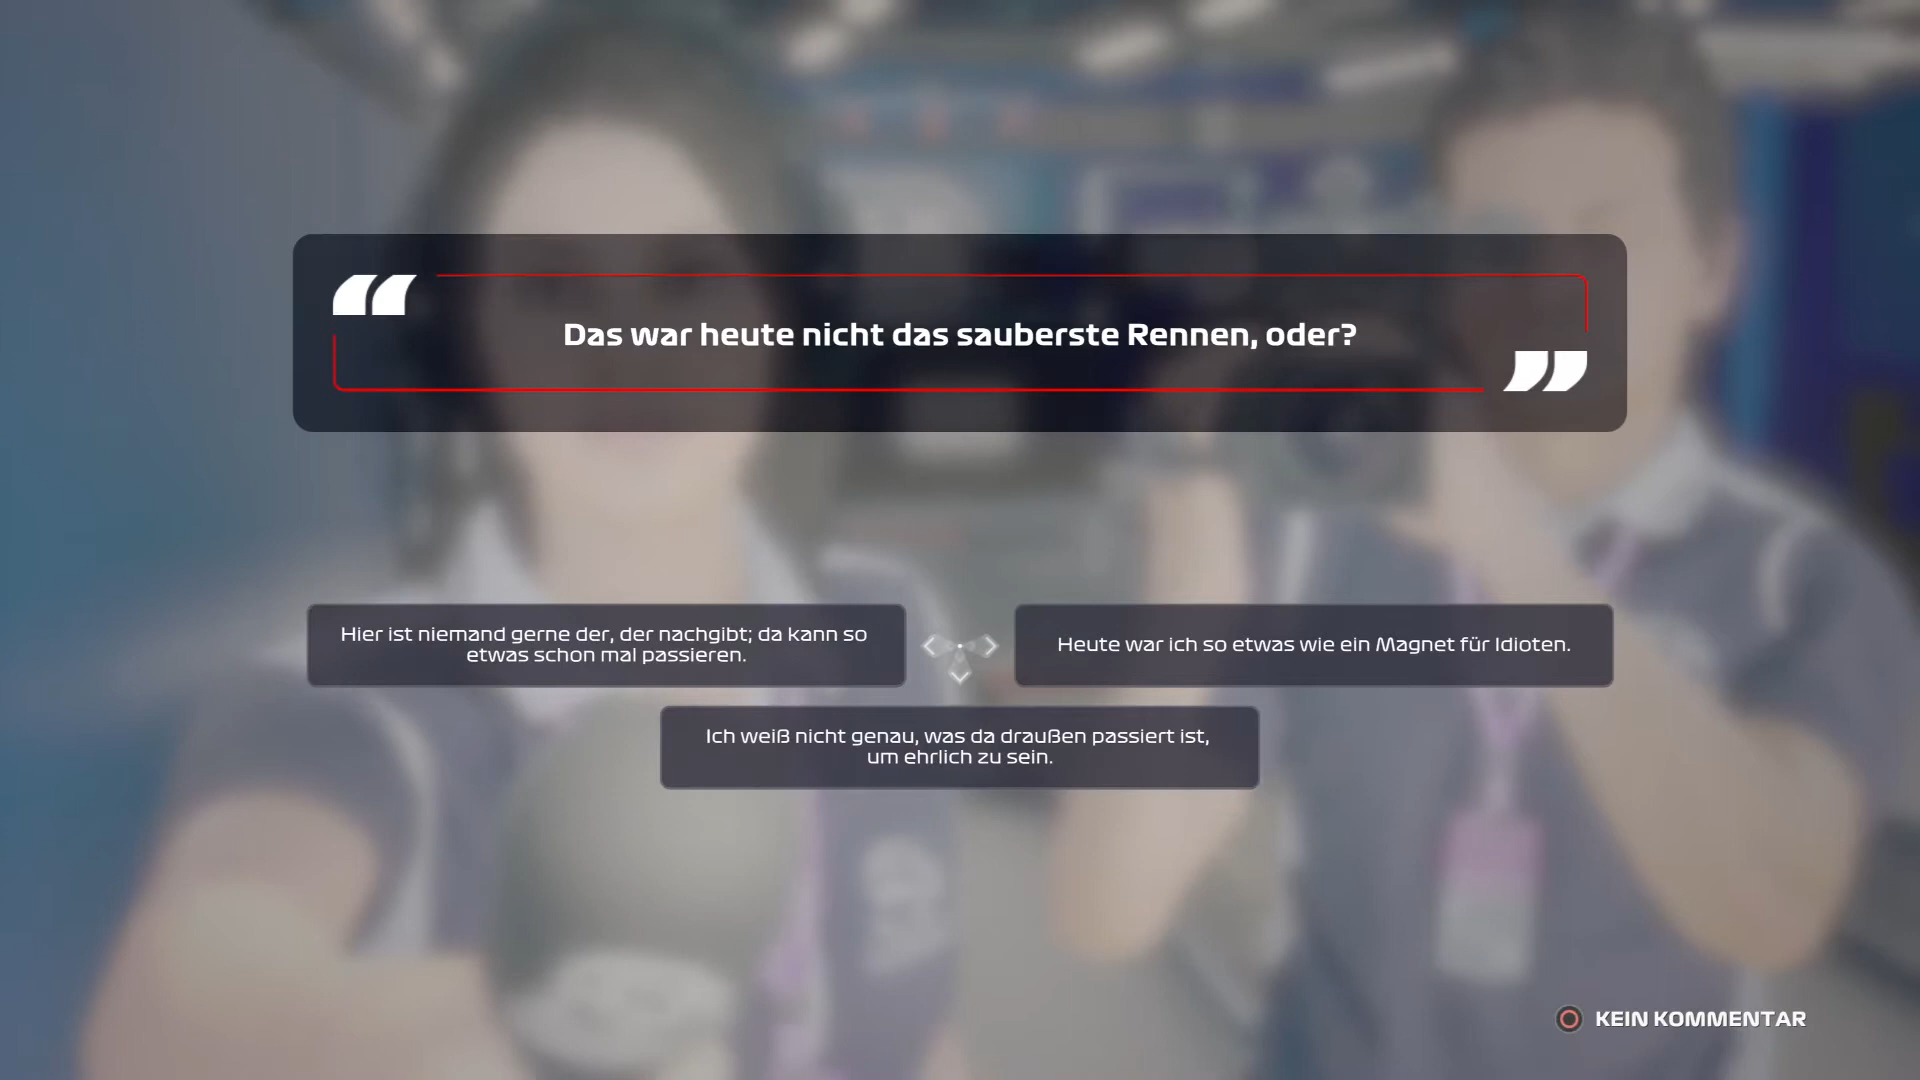 Das war heute nicht das sauberste Rennen, oder?
Hier ist niemand gerne der, der nachgibt; da kann so
etwas schon mal passieren.
Heute war ich so etwas wie ein Magnet für Idioten.
Ich weiß nicht genau, was da draußen passiert ist,
um ehrlich zu sein.
KEIN KOMMENTAR